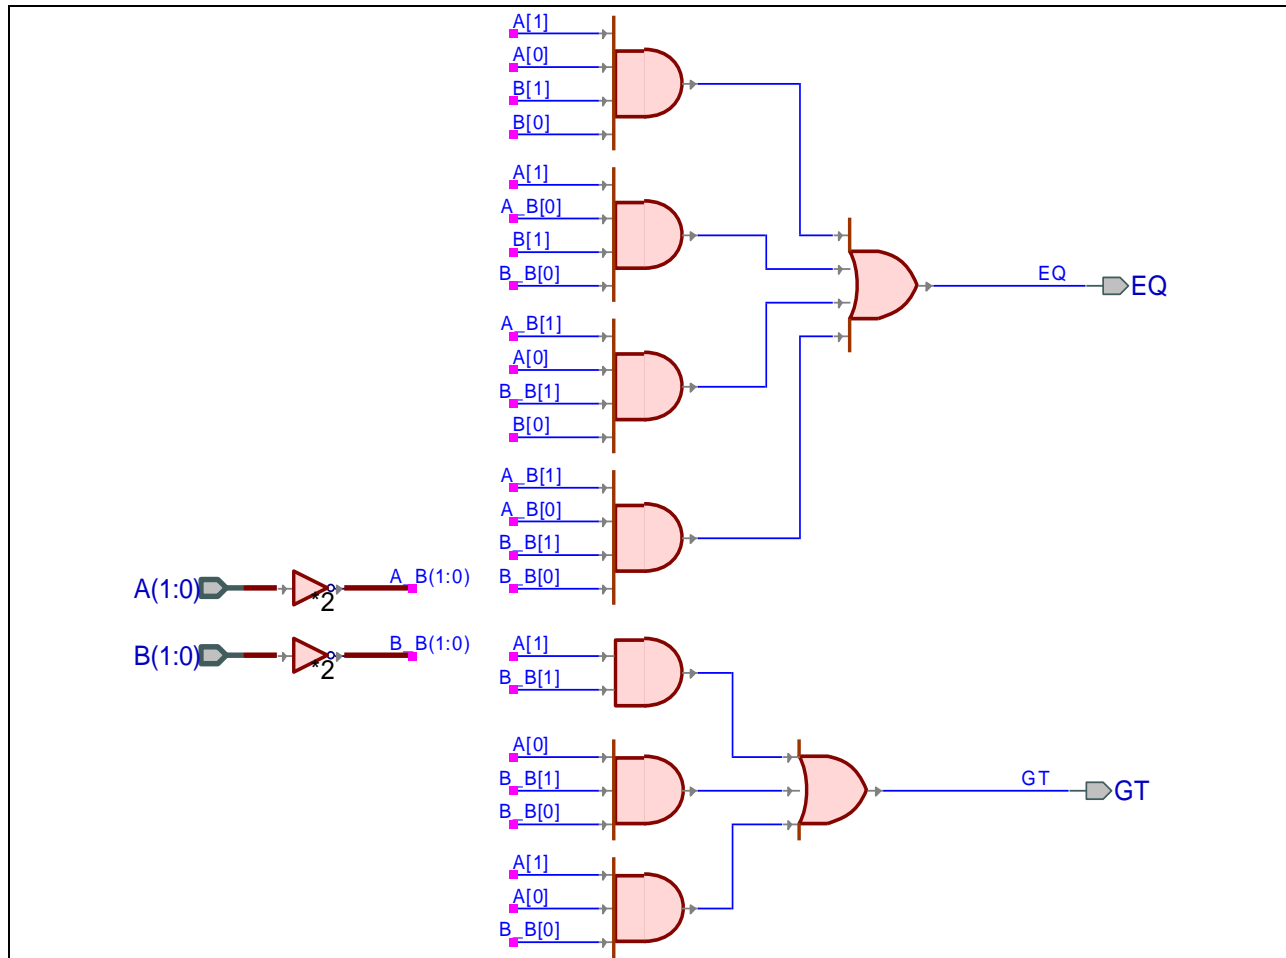 A[1]
A[0]
B[1]
B[0]
A[1]
A_B[0]
B[1]
B_B[0]
EQ
EQ
A_B[1]
A[0]
B_B[1]
B[0]
A_B[1]
A_B[0]
B_B[1]
B_B[0]
A(1:0)
*2
A_B(1:0)
B(1:0)
*2
B_B(1:0)
A[1]
B_B[1]
A[0]
B_B[1]
B_B[0]
GT
GT
A[1]
A[0]
B_B[0]